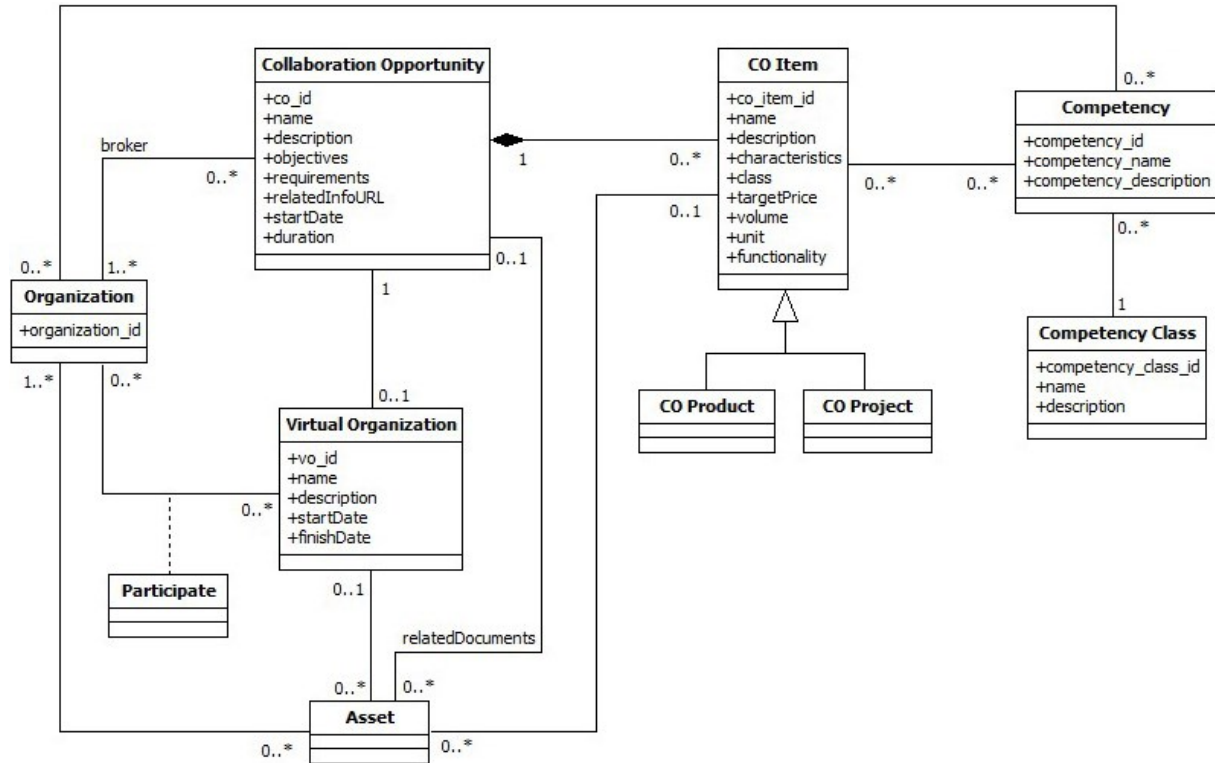 Collaboration Opportunity
+co_id
+name
+description
+objectives
+requirements
+relatedInfoURL
+startDate
+duration
CO Item
+co_item_id
+name
+description
+characteristics
+class
+targetPrice
+volume
+unit
+functionality
0..*
Competency
+competency_id
+competency_name
+competency_description
broker
0..*
1
0..*
0..*
0..*
0..1
0..1
0..*
0..*
1..*
1
1
Organization
+organization_id
Competency Class
+competency_class_id
+name
+description
1..*
0..*
0..1
CO Product
CO Project
Virtual Organization
+vo_id
+name
+description
+startDate
+finishDate
0..*
Participate
0..1
relatedDocuments
0..*
0..*
Asset
0..*
0..*